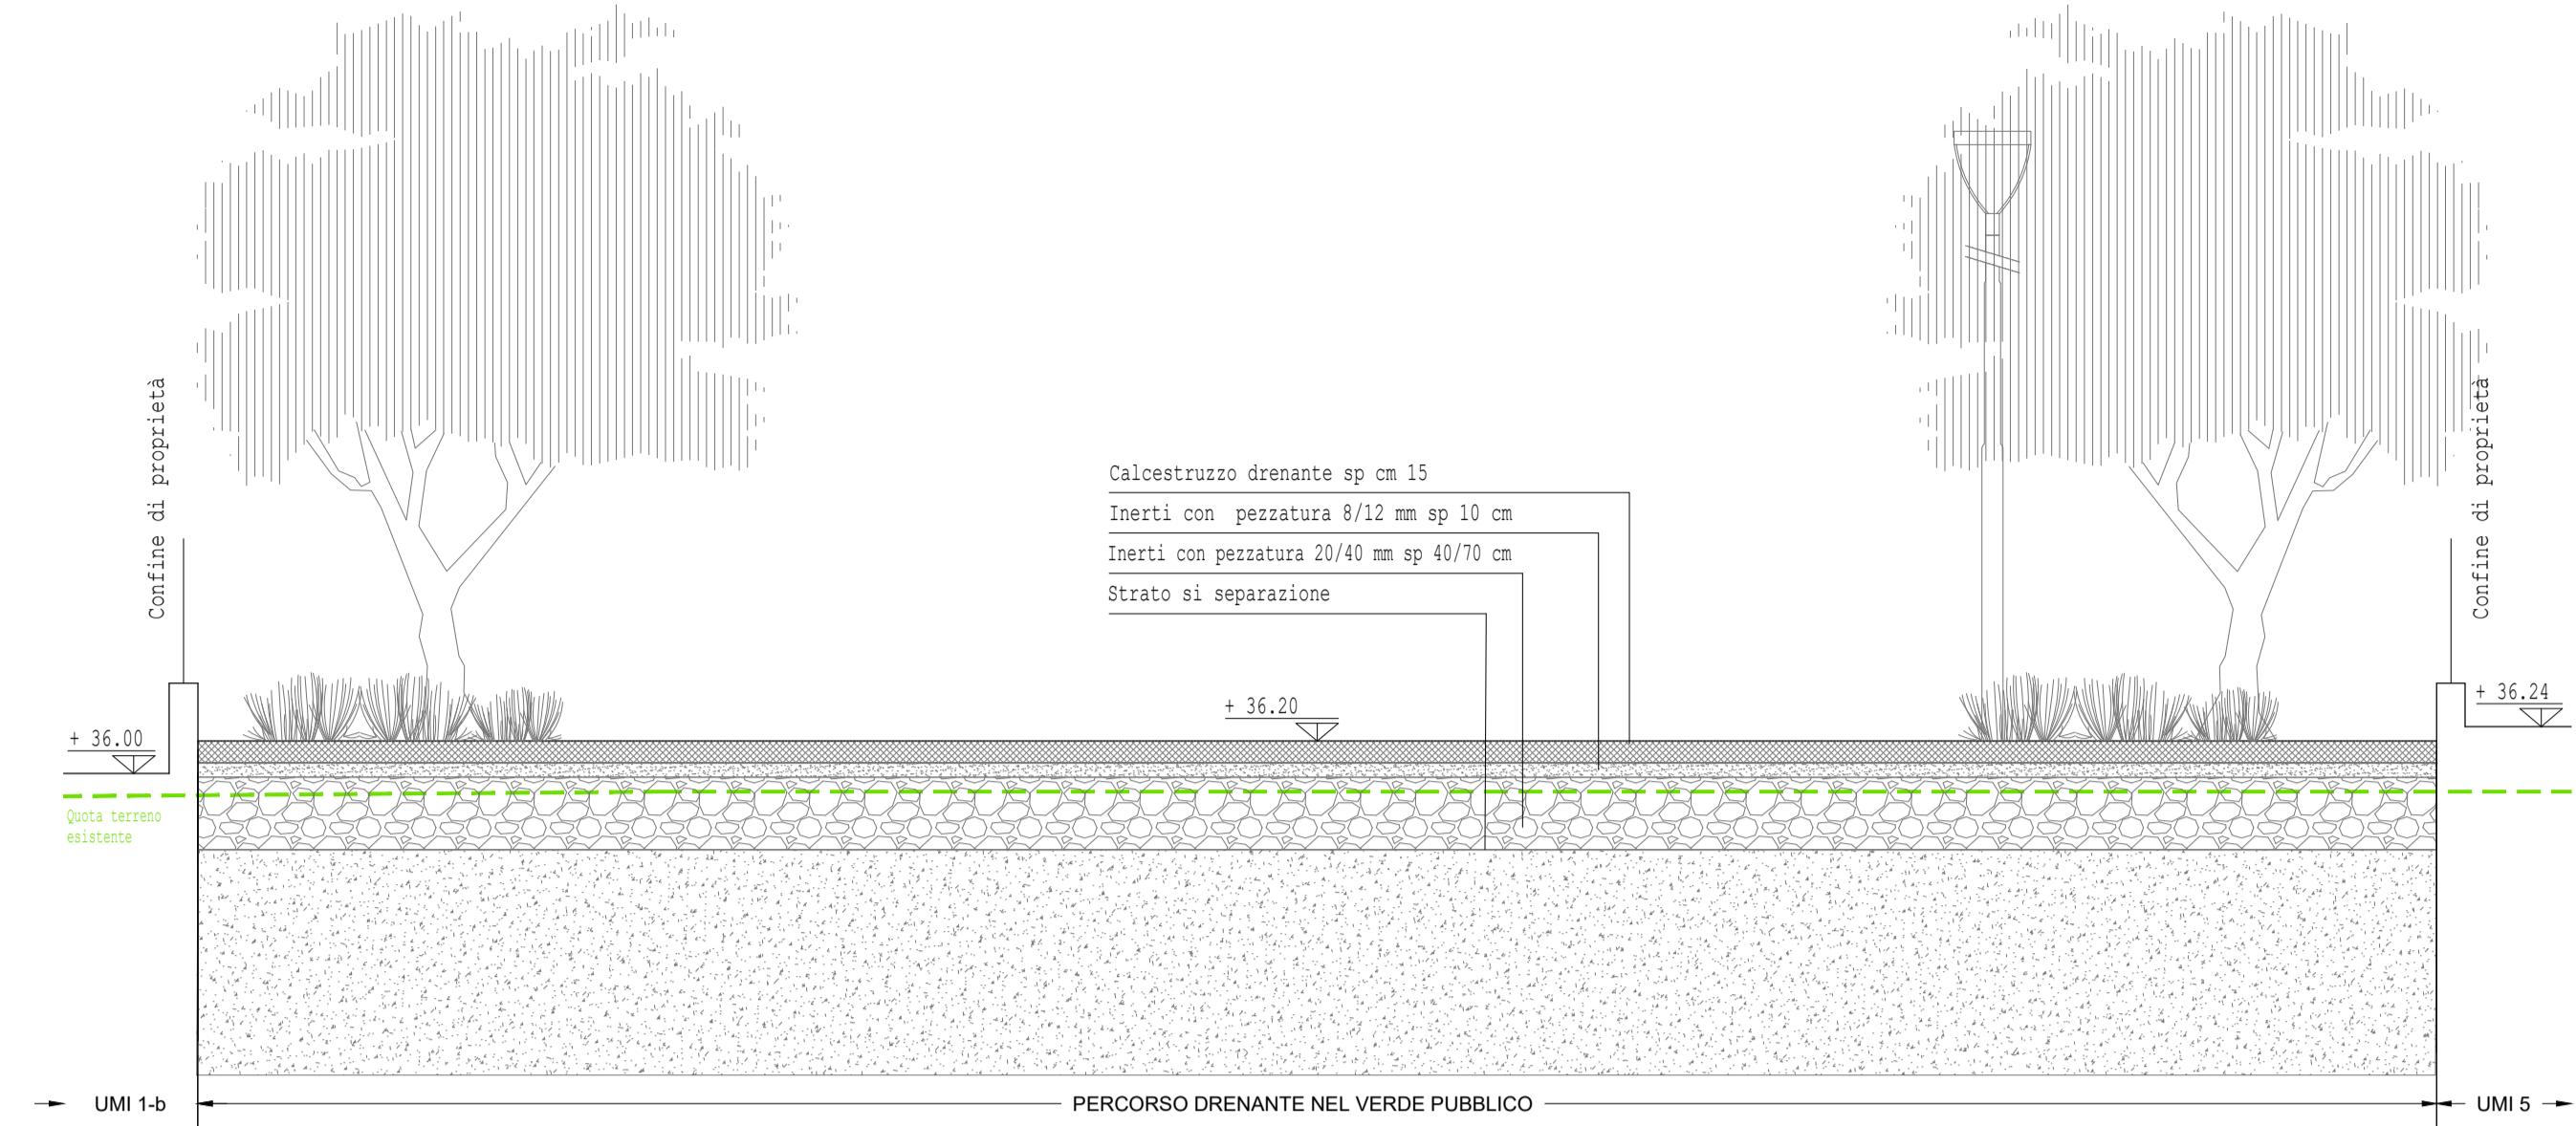 Confine di proprietà
Confine di proprietà
Calcestruzzo drenante sp cm 15
Inerti con pezzatura 8/12 mm sp 10 cm
Inerti con pezzatura 20/40 mm sp 40/70 cm
Strato si separazione
+ 36.00
+ 36.20
+ 36.24
Quota terreno
esistente
UMI 1-b
PERCORSO DRENANTE NEL VERDE PUBBLICO
UMI 5